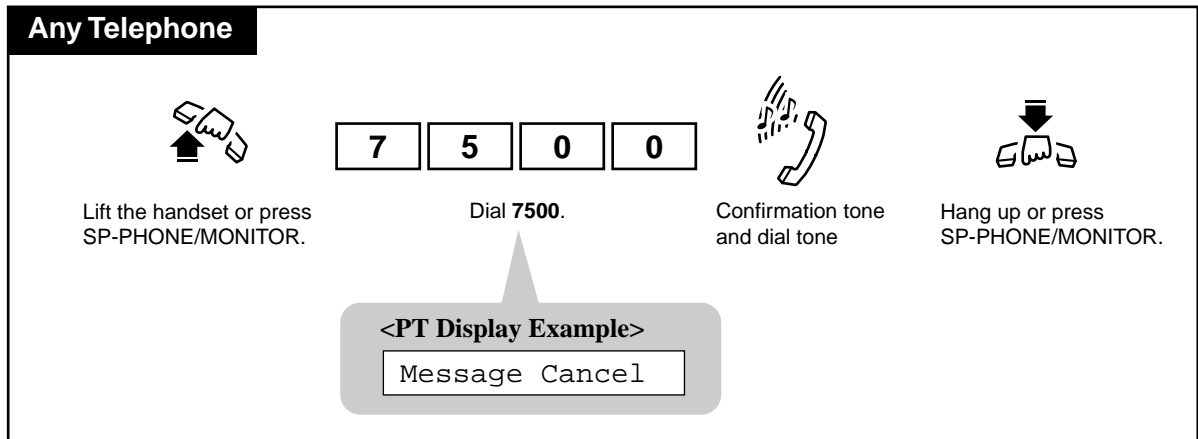 Any Telephone
7 5 0 0
Lift the handset or press
SP-PHONE/MONITOR.
Dial 7500.
Confirmation tone
and dial tone
Hang up or press
SP-PHONE/MONITOR.
<PT Display Example>
Message Cancel